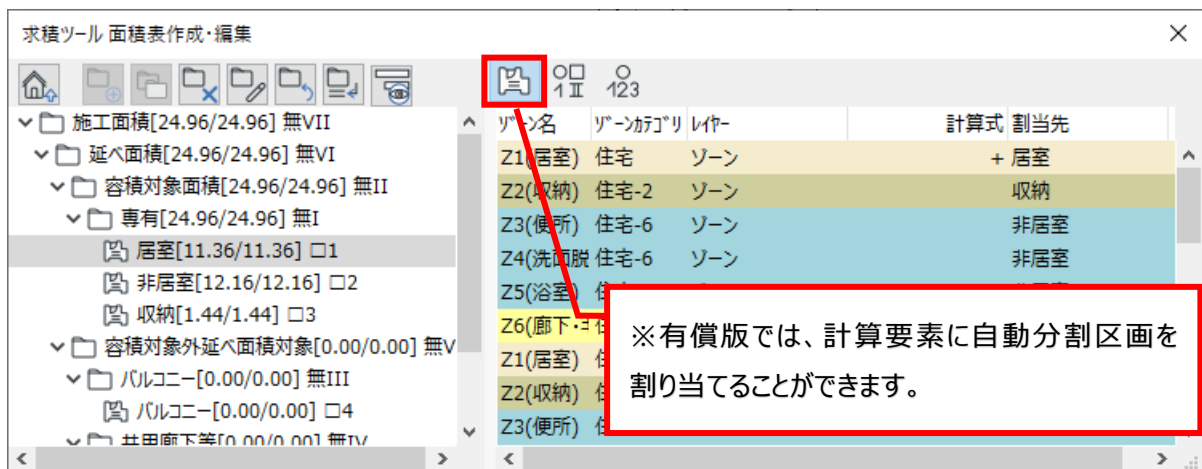 求積ツール 面積表作成・編集
1 Ⅱ
123
施工面積[24.96/24.96] 無VII
延べ面積[24.96/24.96] 無VI
容積対象面積[24.96/24.96] 無II
専有[24.96/24.96] 無I
居室[11.36/11.36] □1
非居室[12.16/12.16] □2
収納[1.44/1.44] □3
容積対象外延べ面積対象[0.00/0.00] 無V
バルコニー[0.00/0.00] 無III
バルコニー[0.00/0.00] □4
共用廊下等[0.00/0.00] 無IV
ゾーン名 ゾーンカテゴリ レイヤー 計算式 割当先
Z1(居室) 住宅 ゾーン + 居室
Z2(収納) 住宅-2 ゾーン 収納
Z3(便所) 住宅-6 ゾーン 非居室
Z4(洗面脱 住宅-6 ゾーン 非居室
Z5(浴室)
Z6(廊下・
Z1(居室)
Z2(収納)
Z3(便所)
※有償版では、計算要素に自動分割区画を
割り当てることができます。